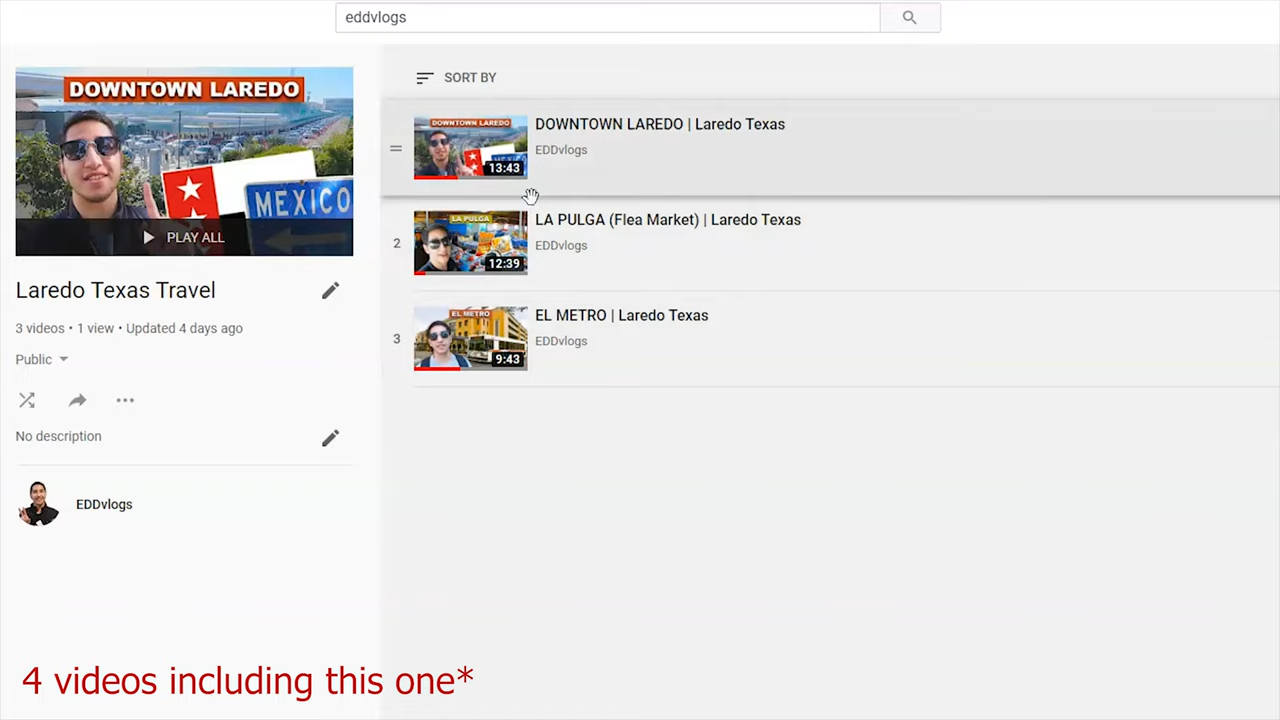 eddvlogs
DOWNTOWN LAREDO
MEXICO
PLAY ALL
Laredo Texas Travel
3 videos • 1 view • Updated 4 days ago
Public
No description
EDDvlogs
SORT BY
DOWNTOWN LAREDO
MEXICO
13:43
DOWNTOWN LAREDO | Laredo Texas
EDDvlogs
2
LA PULGA
12:39
LA PULGA (Flea Market) | Laredo Texas
EDDvlogs
3
EL METRO
9:43
EL METRO | Laredo Texas
EDDvlogs
4 videos including this one*